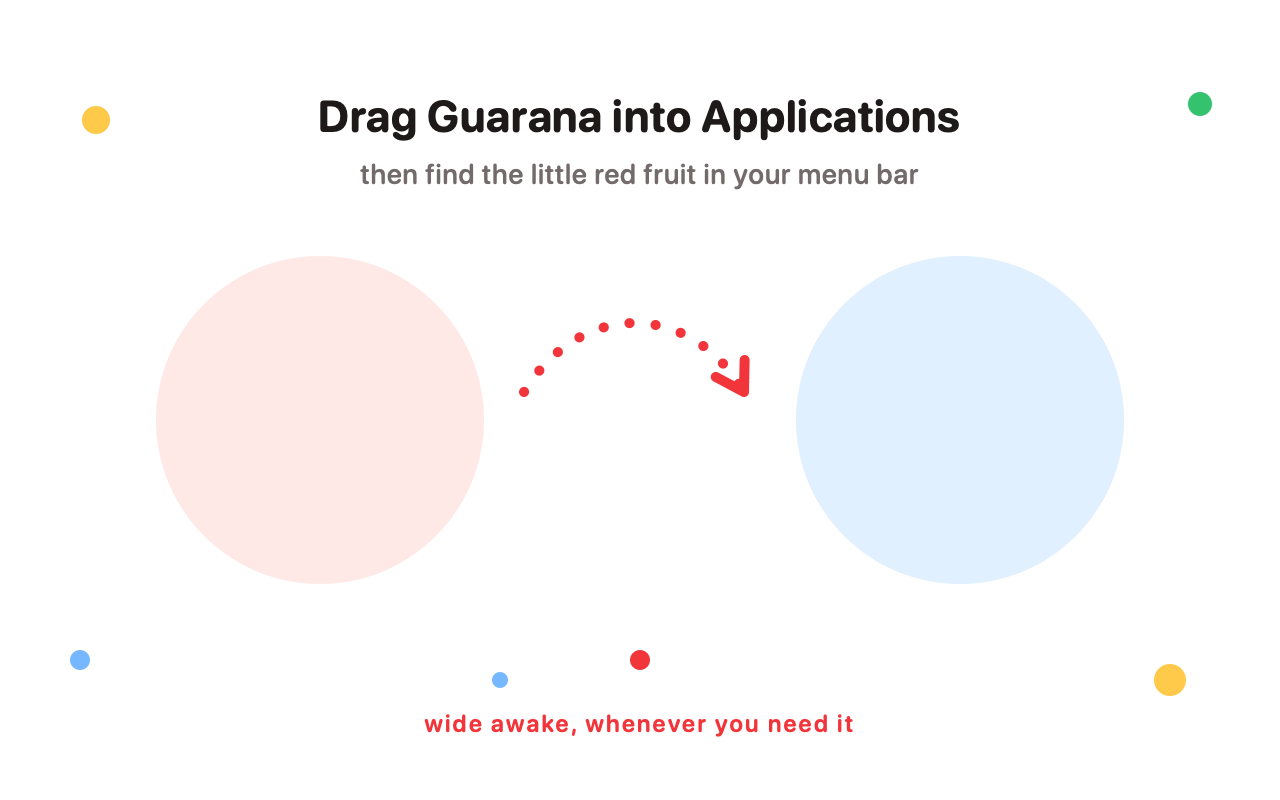 Drag Guarana into Applications
then find the little red fruit in your menu bar
wide awake, whenever you need it